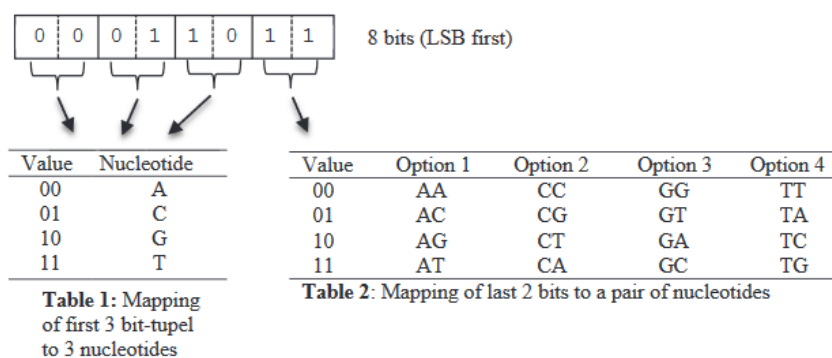 0 0 0 1 1 0 1 1 8 bits (LSB first)
Value Nucleotide
00 A
01 C
10 G
11 T
Table 1: Mapping
of first 3 bit-tupel
to 3 nucleotides
Value Option 1 Option 2 Option 3 Option 4
00 AA CC GG TT
01 AC CG GT TA
10 AG CT GA TC
11 AT CA GC TG
Table 2: Mapping of last 2 bits to a pair of nucleotides